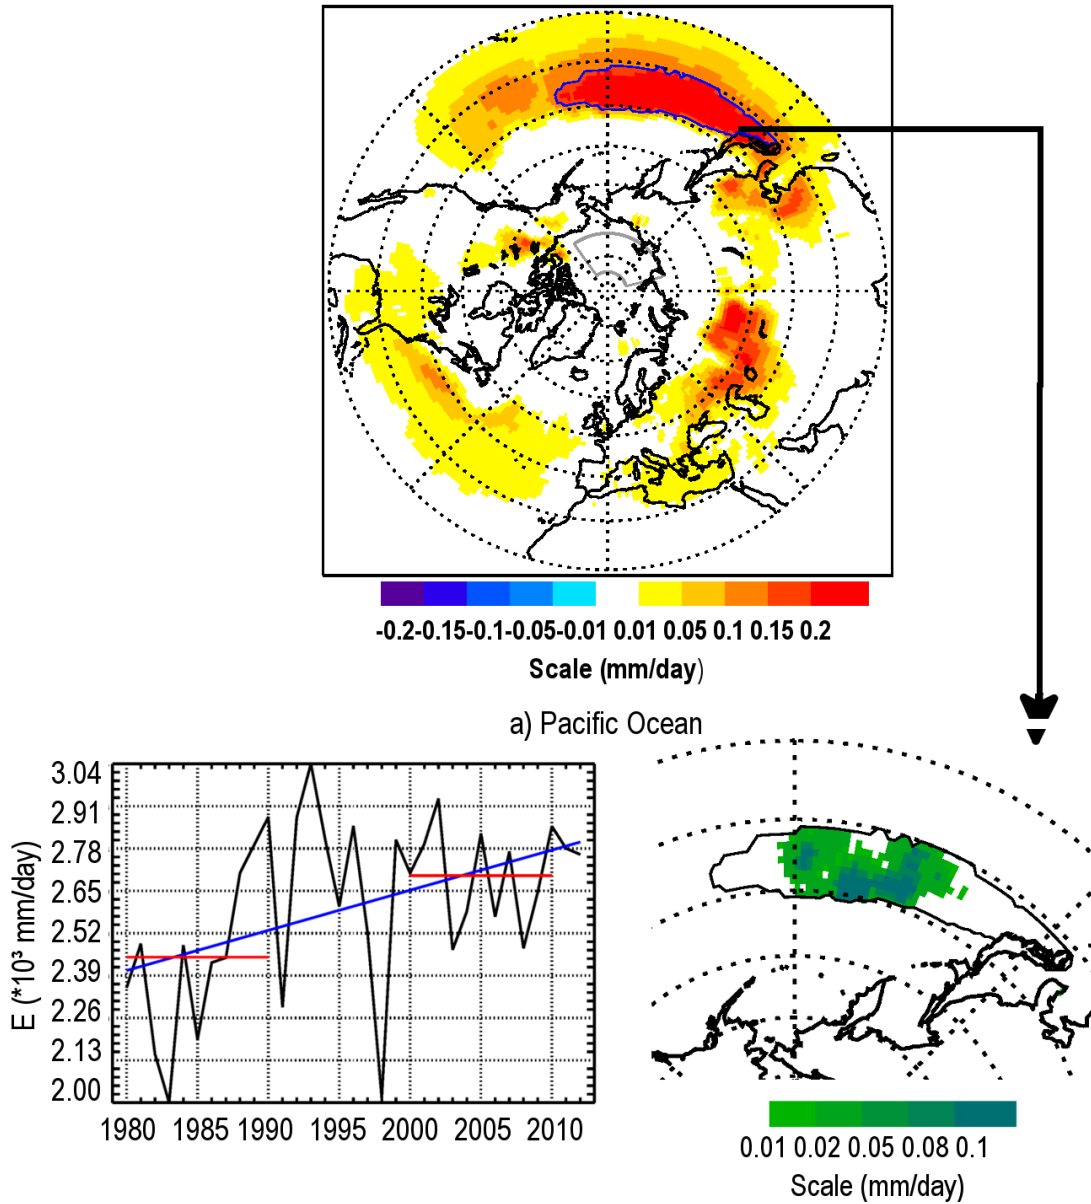 -0.2-0.15-0.1-0.05-0.01 0.01 0.05 0.1 0.15 0.2
Scale (mm/day)
a) Pacific Ocean
E (*10³ mm/day)
3.04
2.91
2.78
2.65
2.52
2.39
2.26
2.13
2.00
1980 1985 1990 1995 2000 2005 2010
0.01 0.02 0.05 0.08 0.1
Scale (mm/day)